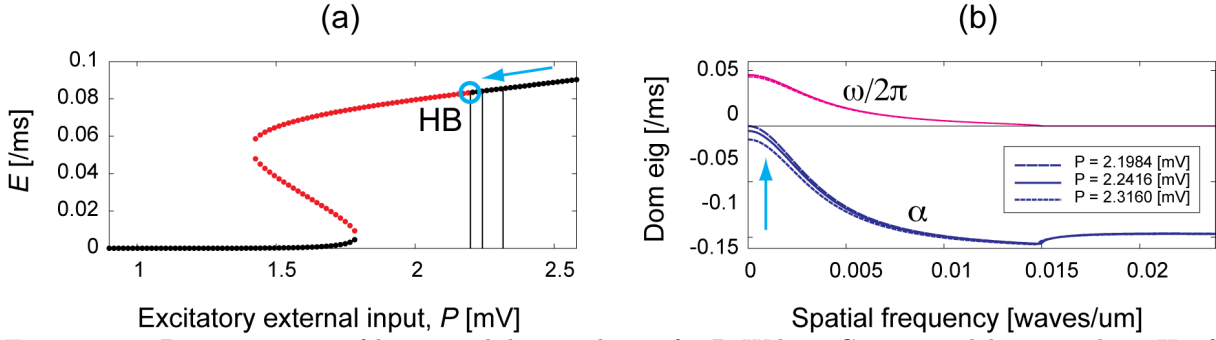 (a)
0.1
0.08
0.06
0.04
0.02
0
E [/ms]
HB
1
1.5
2
2.5
Excitatory external input, P [mV]
(b)
0.05
0
-0.05
-0.1
-0.15
Dom eig [/ms]
ω/2π
α
P = 2.1984 [mV]
P = 2.2416 [mV]
P = 2.3160 [mV]
0
0.005
0.01
0.015
0.02
Spatial frequency [waves/um]